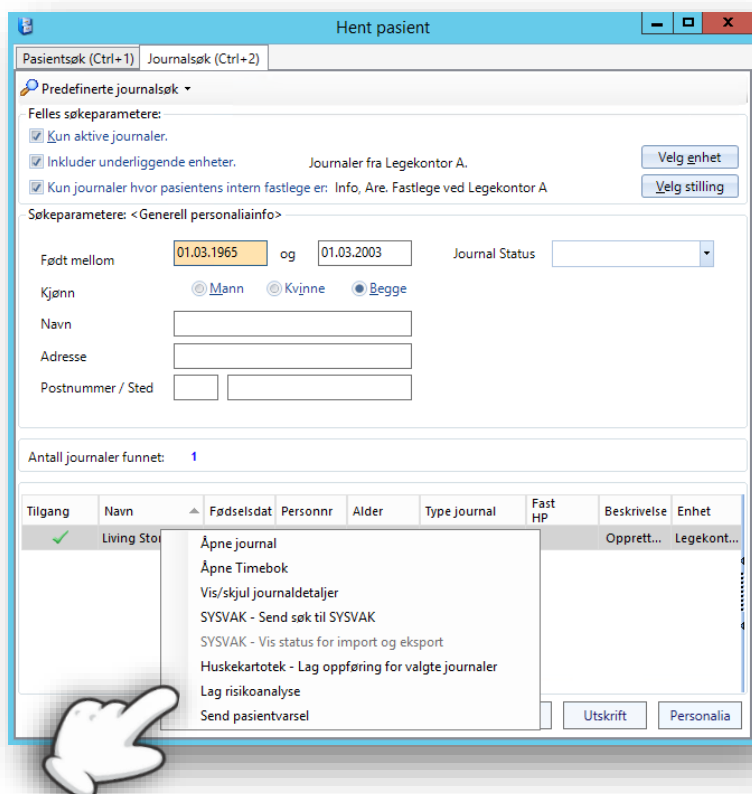 Hent pasient
Pasientsøk (Ctrl+1) Journalsøk (Ctrl+2)
Predefinerte journalsøk
Felles søkeparametere:
Kun aktive journaler.
Inkluder underliggende enheter. Journaler fra Legekontor A. Velg enhet
Kun journaler hvor pasientens intern fastlege er: Info, Are. Fastlege ved Legekontor A Velg stilling
Søkeparametere: <Generell personaliainfo>
Født mellom 01.03.1965 og 01.03.2003 Journal Status
Kjønn Mann Kvinne Begge
Navn
Adresse
Postnummer / Sted
Antall journaler funnet: 1
Tilgang Navn Fødselsdat Personnr Alder Type journal Fast HP Beskrivelse Enhet
Living Stor Opprett... Legekont...
Åpne journal
Åpne Timebok
Vis/skjul journaldetaljer
SYSVAK - Send søk til SYSVAK
SYSVAK - Vis status for import og eksport
Huskekartotek - Lag oppføring for valgte journaler
Lag risikoanalyse
Send pasientvarsel
Utskrift Personalia